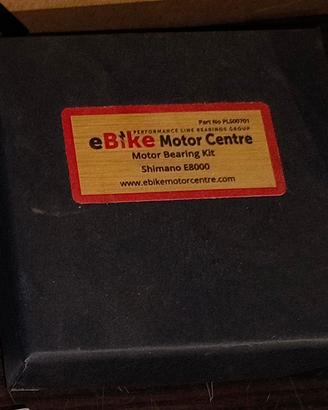 Part No PLS00701
PERFORMANCE LINE BEARINGS GROUP
eBike Motor Centre
Motor Bearing Kit
Shimano E8000
www.ebikemotorcentre.com